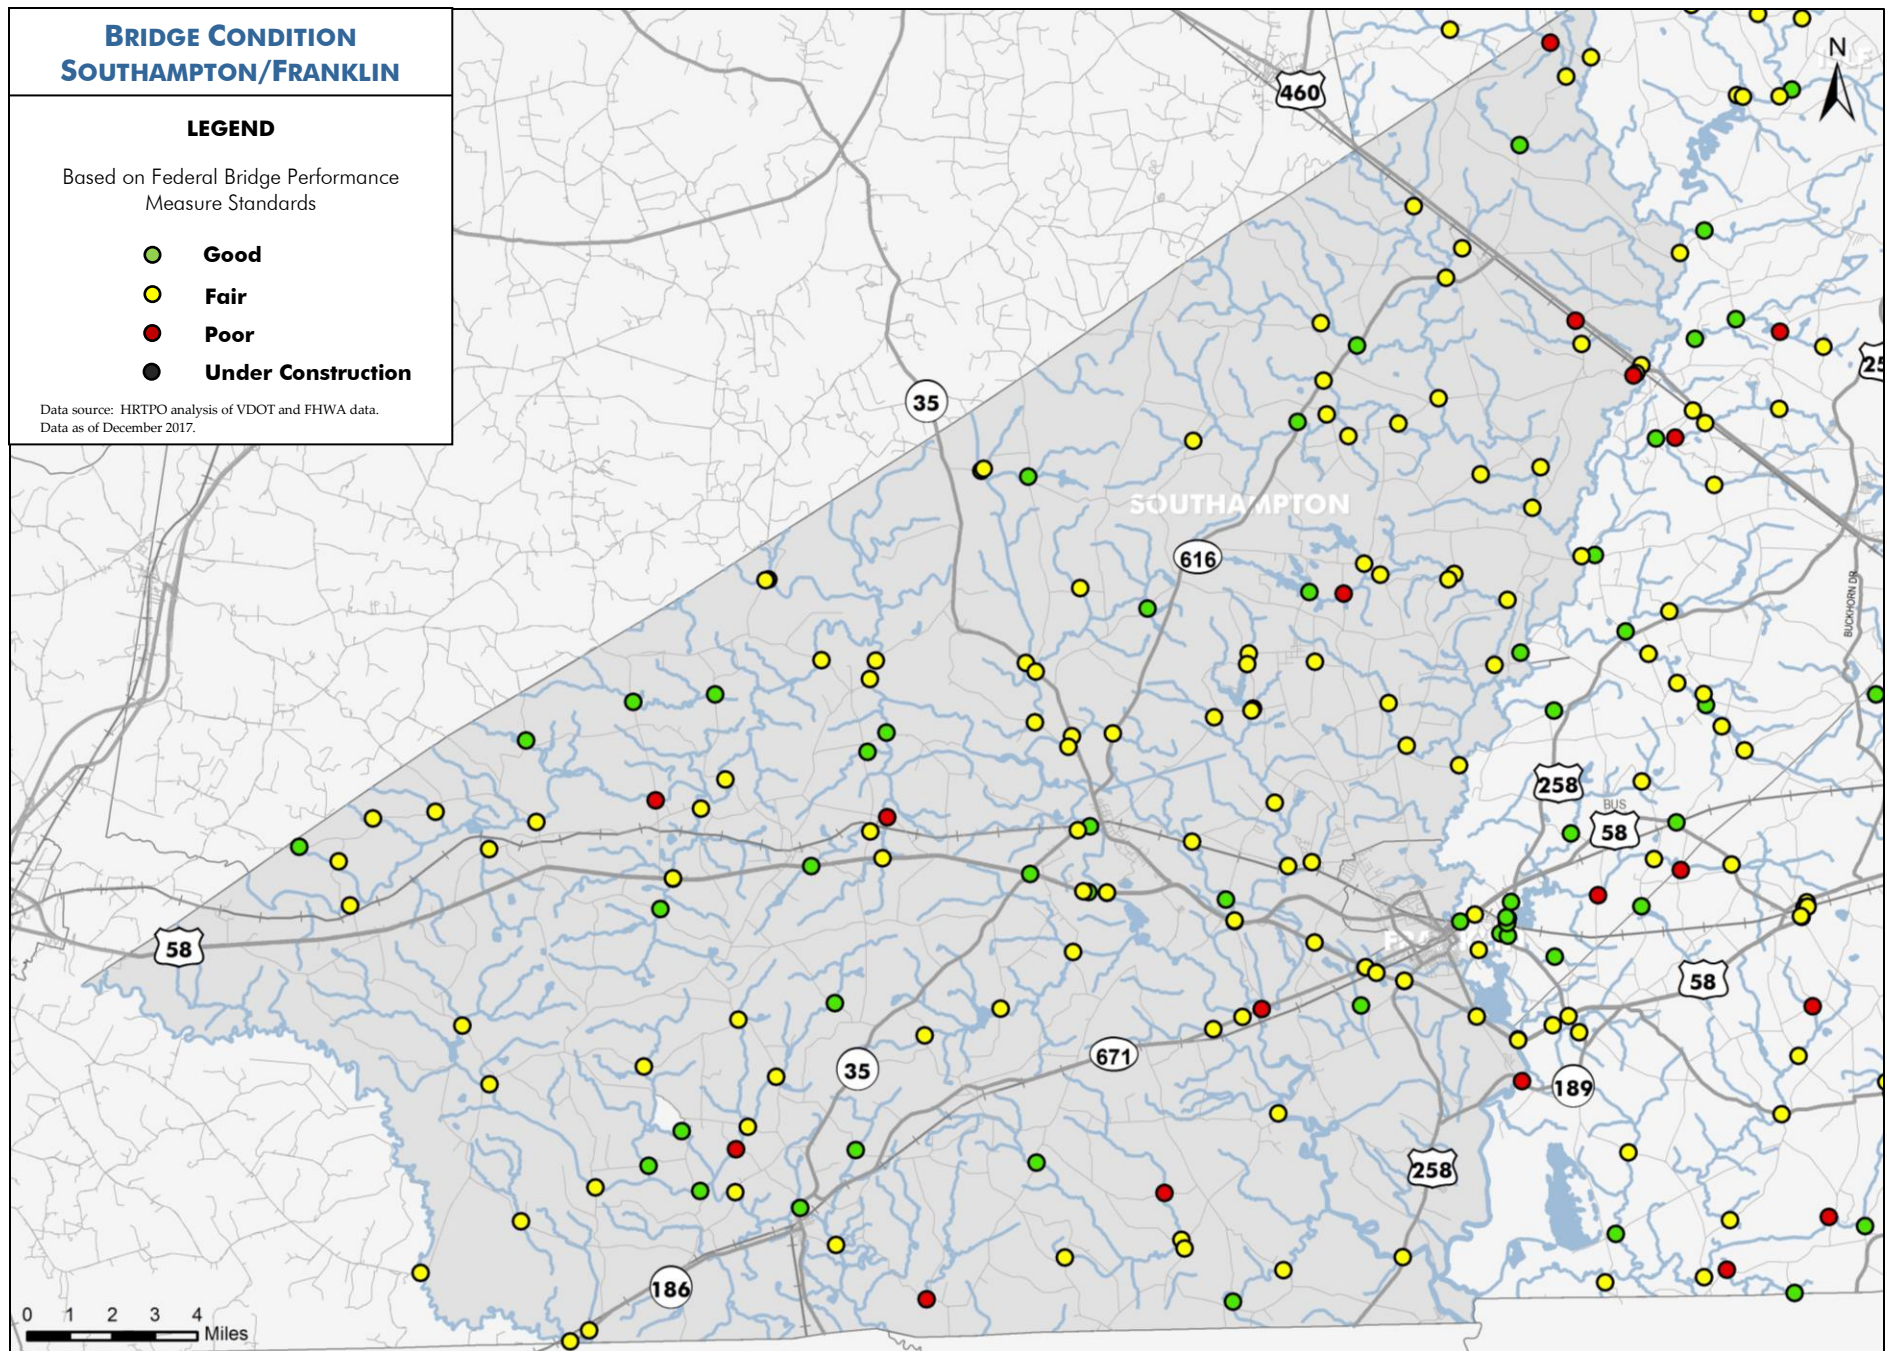 BRIDGE CONDITION
SOUTHAMPTON/FRANKLIN
LEGEND
Based on Federal Bridge Performance
Measure Standards
Good
Fair
Poor
Under Construction
Data source: HRTPO analysis of VDOT and FHWA data.
Data as of December 2017.
N
460
35
25
SOUTHAMPTON
616
BUCKHORN DR
258
BUS
58
58
58
35
671
189
258
186
0 1 2 3 4
Miles